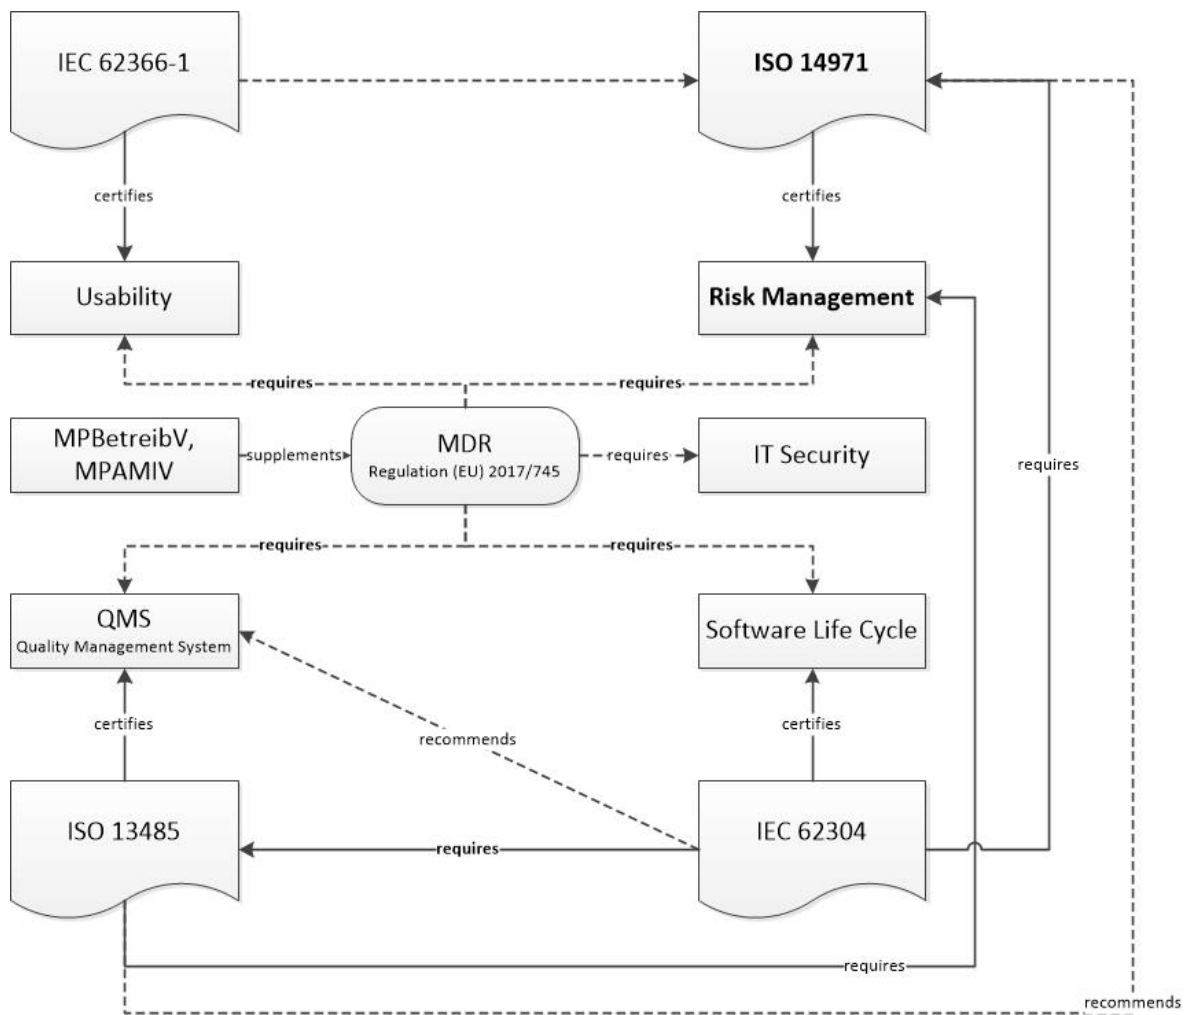 IEC 62366-1
ISO 14971
certifies
certifies
Usability
Risk Management
requires
requires
MPBetreibV,
MPAMIV
supplements
MDR
Regulation (EU) 2017/745
requires
IT Security
requires
requires
requires
QMS
Quality Management System
Software Life Cycle
certifies
recommends
certifies
ISO 13485
requires
IEC 62304
requires
recommends